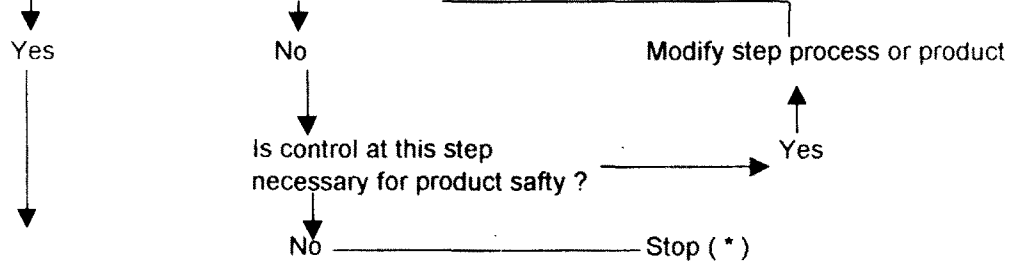 Yes
No
Modify step process or product
Is control at this step
necessary for product safty ?
Yes
No
Stop ( * )